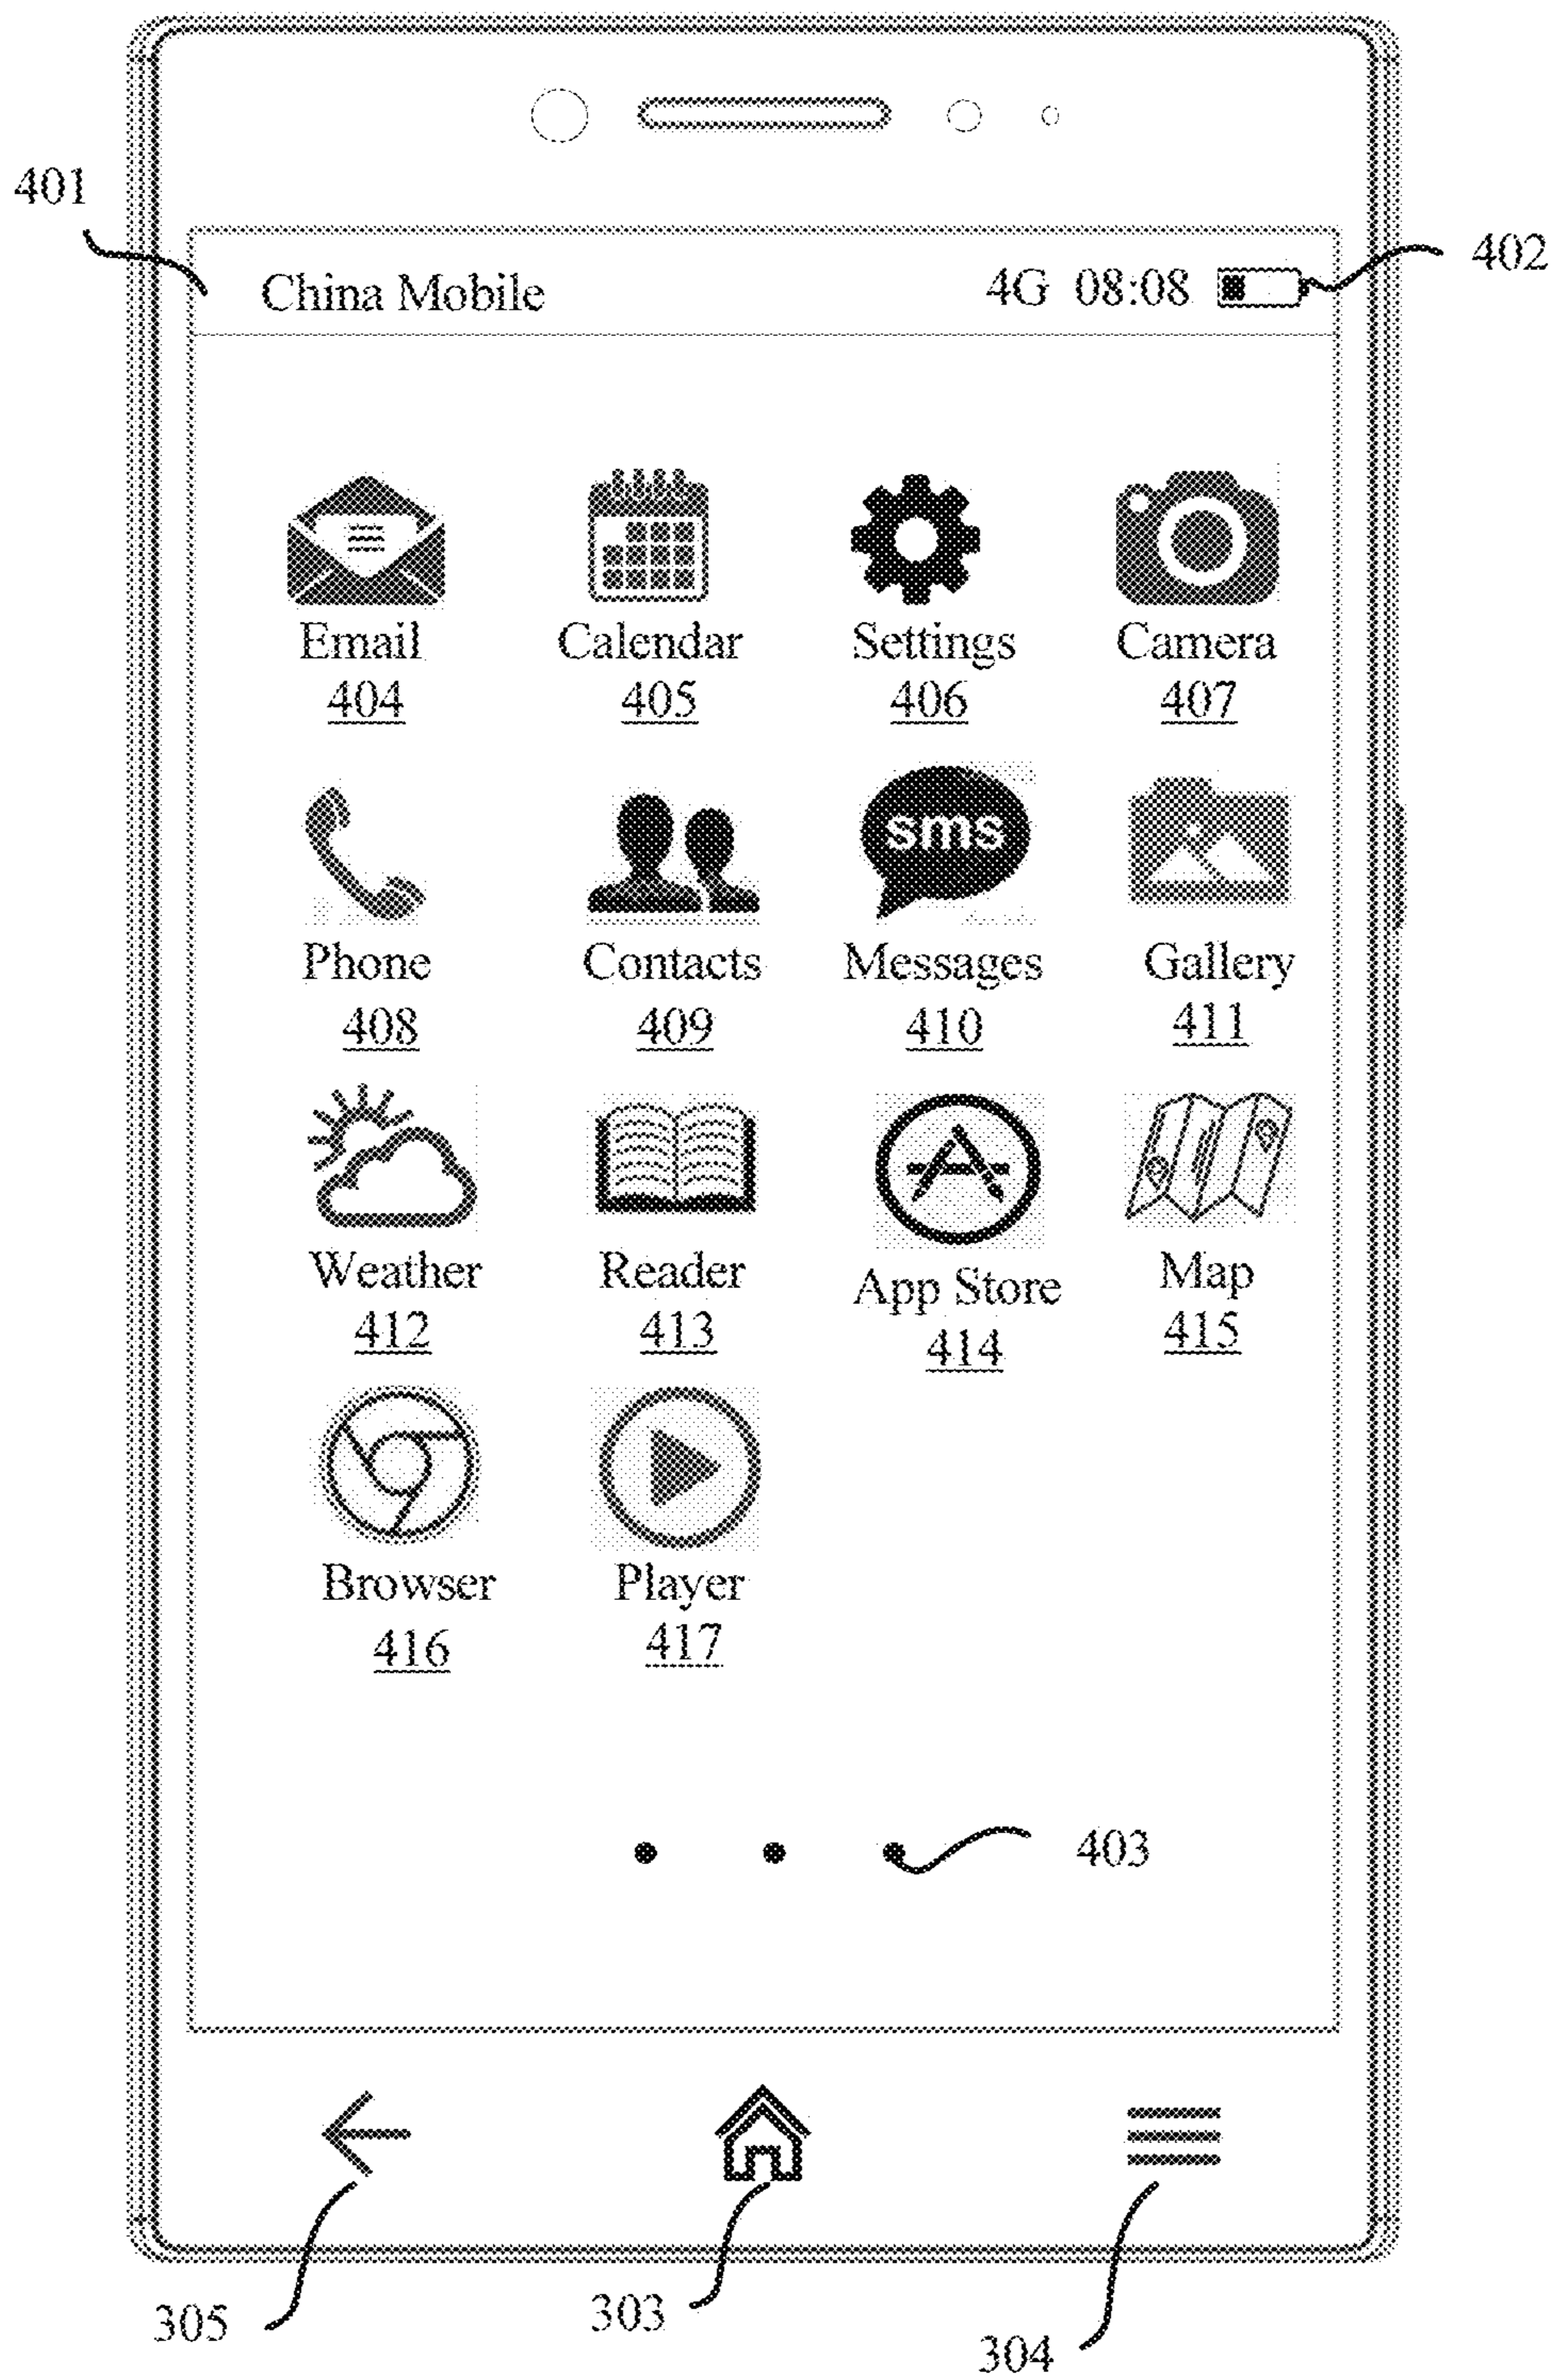 401
402
China Mobile 4G 08:08
Email Calendar Settings Camera
404 405 406 407
sms
Phone Contacts Messages Gallery
408 409 410 411
Weather Reader App Store Map
412 413 414 415
Browser Player
416 417
403
305 303 304